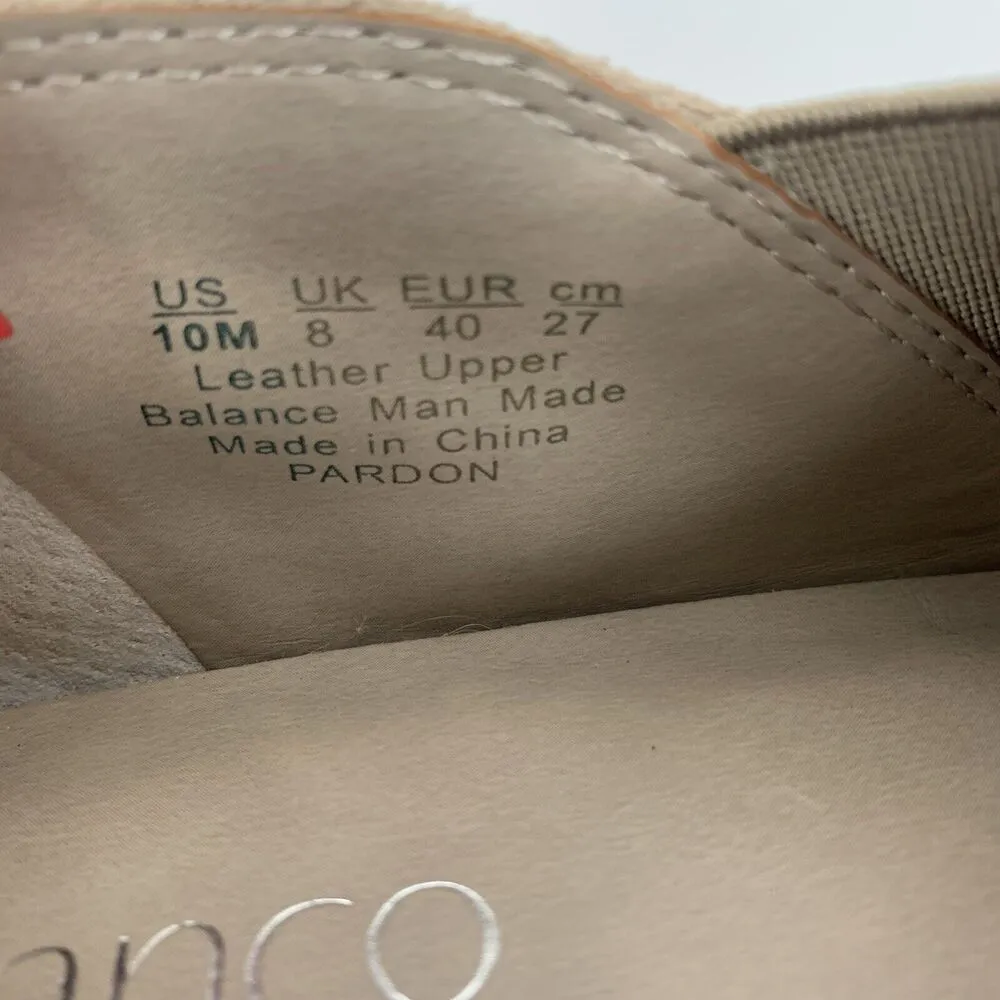 US UK EUR cm
10M 8 40 27
Leather Upper
Balance Man Made
Made in China
PARDON